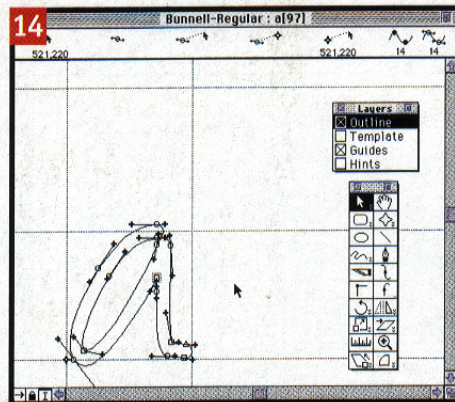 14
Bunnell-Regular : a[97]
521,220
521,220
14
14
Layers
Outline
Template
Guides
Hints